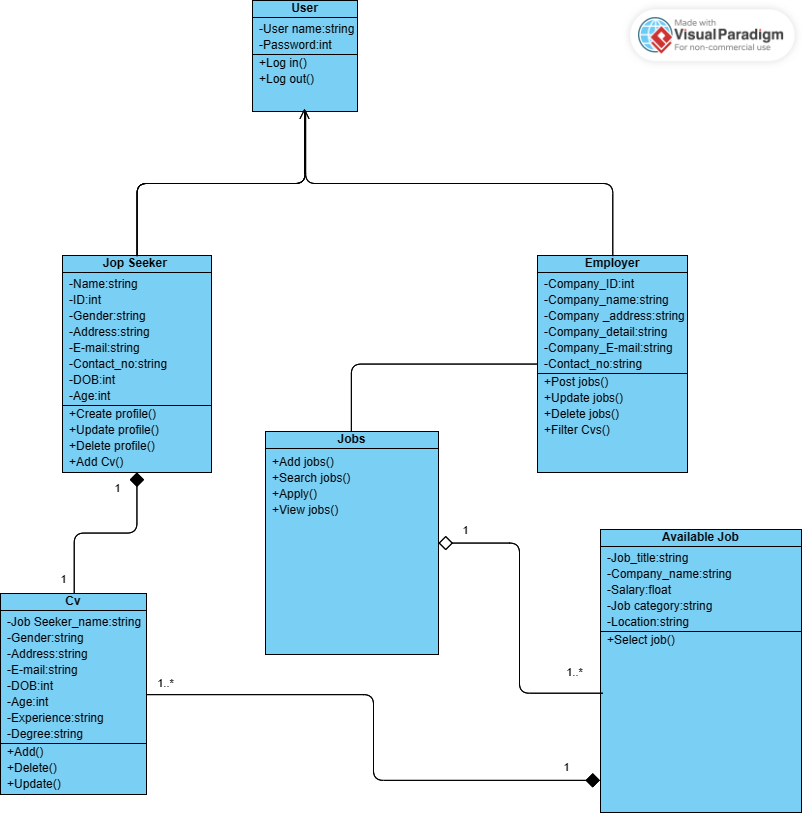 User
-User name:string
-Password:int
+Log in()
+Log out()
Made with
VisualParadigm
For non-commercial use
Jop Seeker
-Name:string
-ID:int
-Gender:string
-Address:string
-E-mail:string
-Contact_no:string
-DOB:int
-Age:int
+Create profile()
+Update profile()
+Delete profile()
+Add Cv()
Employer
-Company_ID:int
-Company_name:string
-Company _address:string
-Company_detail:string
-Company_E-mail:string
-Contact_no:string
+Post jobs()
+Update jobs()
+Delete jobs()
+Filter Cvs()
Jobs
+Add jobs()
+Search jobs()
+Apply()
+View jobs()
1
1
1
1..*
Available Job
-Job_title:string
-Company_name:string
-Salary:float
-Job category:string
-Location:string
+Select job()
Cv
-Job Seeker_name:string
-Gender:string
-Address:string
-E-mail:string
-DOB:int
-Age:int
-Experience:string
-Degree:string
+Add()
+Delete()
+Update()
1..*
1